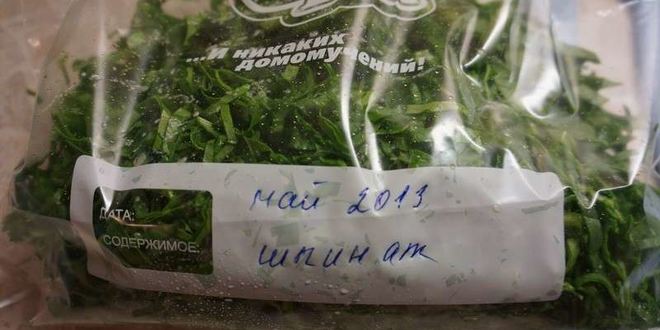 ...И никаких
домомучений!
ДАТА: май 2013
СОДЕРЖИМОЕ: шпинат